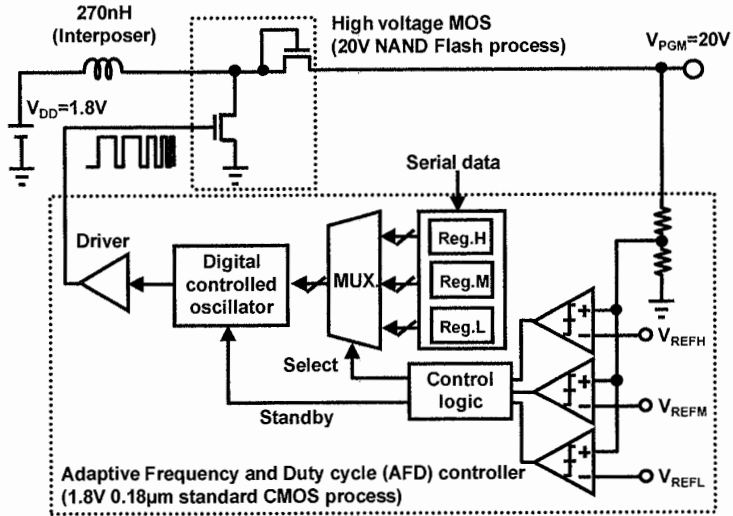 270nH
(Interposer)
High voltage MOS
(20V NAND Flash process)
VPGM=20V
VDD=1.8V
Serial data
Driver
Digital
controlled
oscillator
MUX.
Reg.H
Reg.M
Reg.L
Select
Standby
Control
logic
VREFH
VREFM
VREFL
Adaptive Frequency and Duty cycle (AFD) controller
(1.8V 0.18µm standard CMOS process)